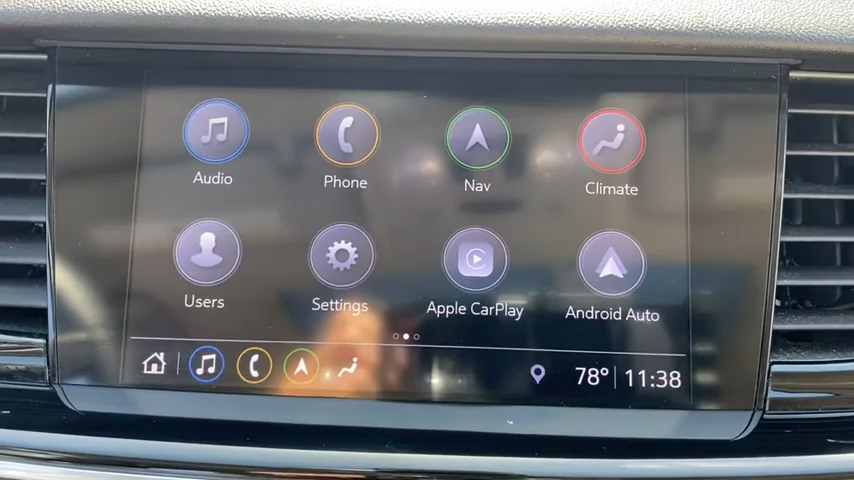 Audio Phone Nav Climate
Users Settings Apple CarPlay Android Auto
78° 11:38